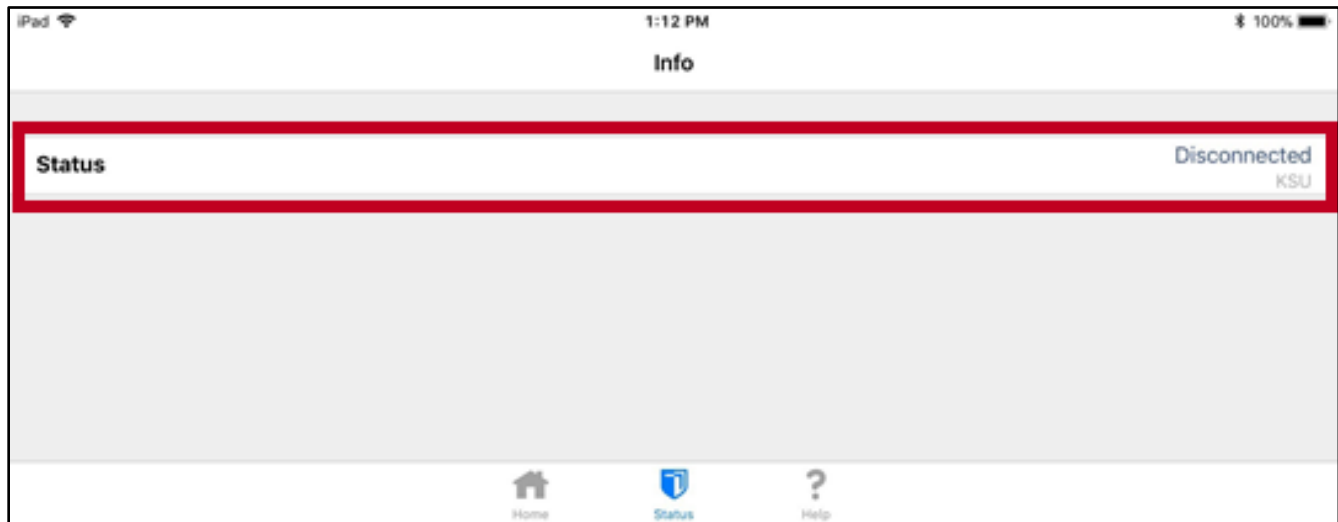 iPad 1:12 PM 100%
Info
Status Disconnected
KSU
Home Status Help